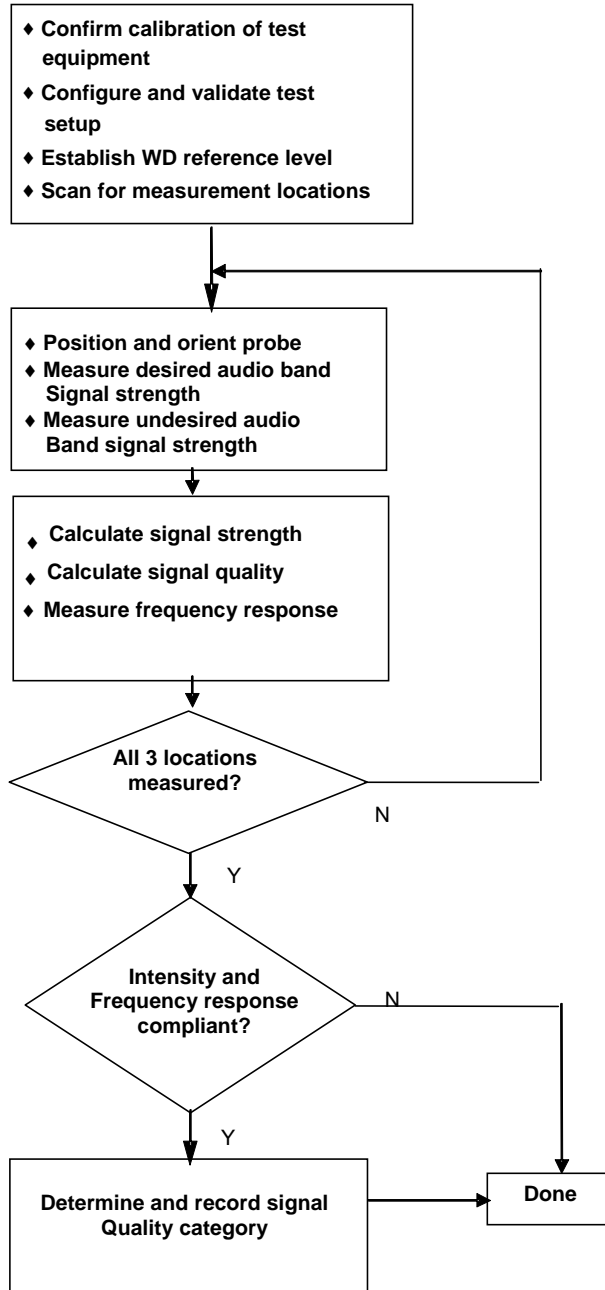 ♦ Confirm calibration of test
equipment
♦ Configure and validate test
setup
♦ Establish WD reference level
♦ Scan for measurement locations
♦ Position and orient probe
♦ Measure desired audio band
Signal strength
♦ Measure undesired audio
Band signal strength
♦ Calculate signal strength
♦ Calculate signal quality
♦ Measure frequency response
All 3 locations
measured?
N
Y
Intensity and
Frequency response
compliant?
N
Y
Determine and record signal
Quality category
Done